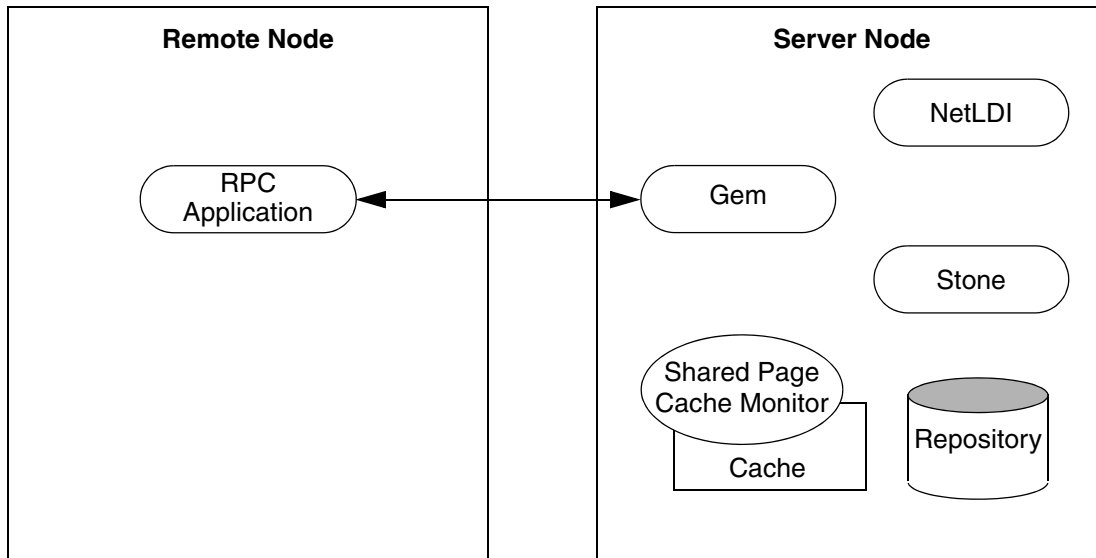 Remote Node
Server Node
NetLDI
RPC
Application
Gem
Stone
Shared Page
Cache Monitor
Cache
Repository